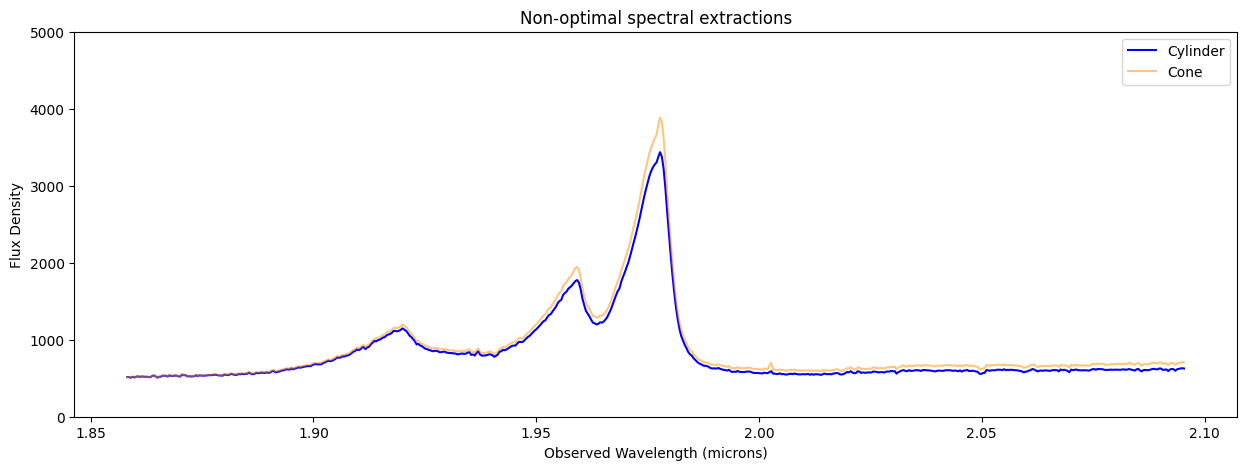 Non-optimal spectral extractions
Cylinder
Cone
Flux Density
5000
4000
3000
2000
1000
0
1.85
1.90
1.95
2.00
2.05
2.10
Observed Wavelength (microns)